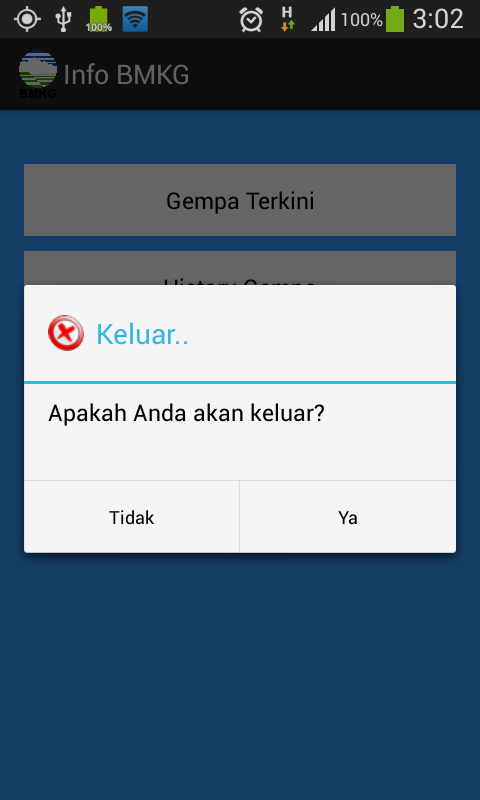 100%
H
100%
3:02
BMKG
Info BMKG
Gempa Terkini
History Gempa
Keluar..
Apakah Anda akan keluar?
Tidak
Ya